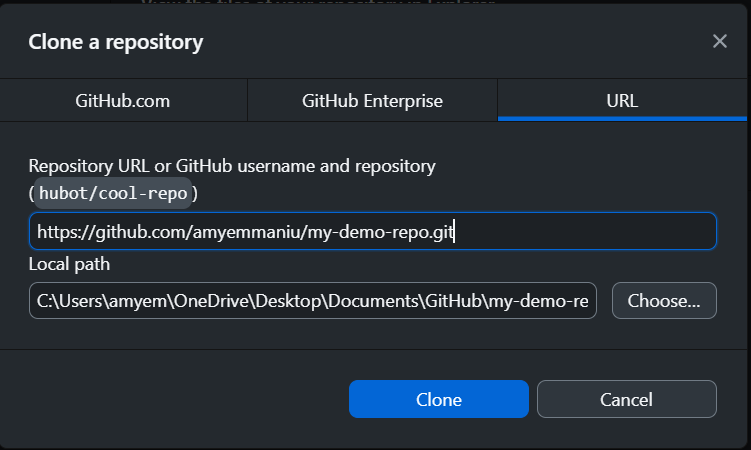 Clone a repository
GitHub.com
GitHub Enterprise
URL
Repository URL or GitHub username and repository
(hubot/cool-repo)
https://github.com/amyemmaniu/my-demo-repo.git
Local path
C:\Users\amyem\OneDrive\Desktop\Documents\GitHub\my-demo-re
Choose...
Clone
Cancel